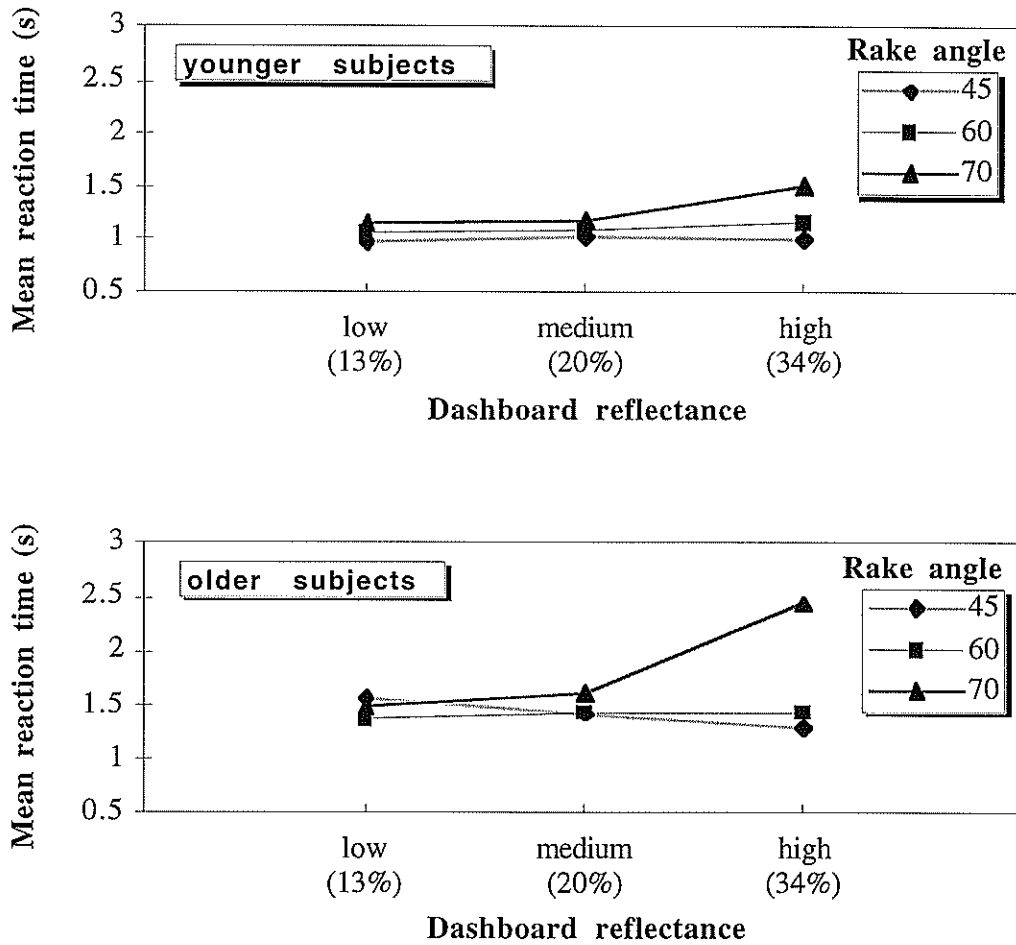 Mean reaction time (s)
3
2.5
2
1.5
1
0.5
younger subjects
Rake angle
45
60
70
low medium high
(13%) (20%) (34%)
Dashboard reflectance
Mean reaction time (s)
3
2.5
2
1.5
1
0.5
older subjects
Rake angle
45
60
70
low medium high
(13%) (20%) (34%)
Dashboard reflectance